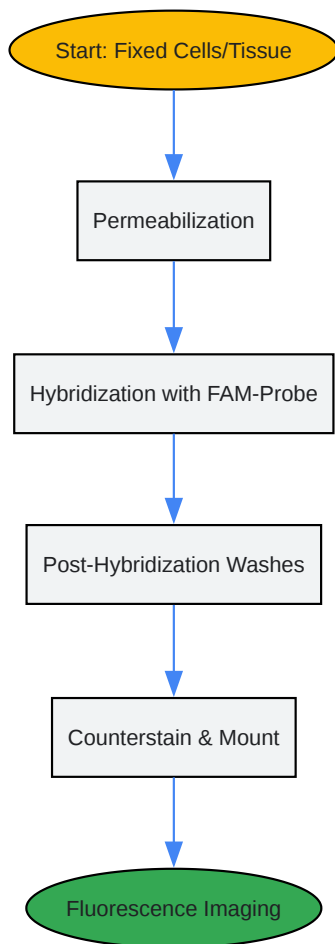 Start: Fixed Cells/Tissue
Permeabilization
Hybridization with FAM-Probe
Post-Hybridization Washes
Counterstain & Mount
Fluorescence Imaging